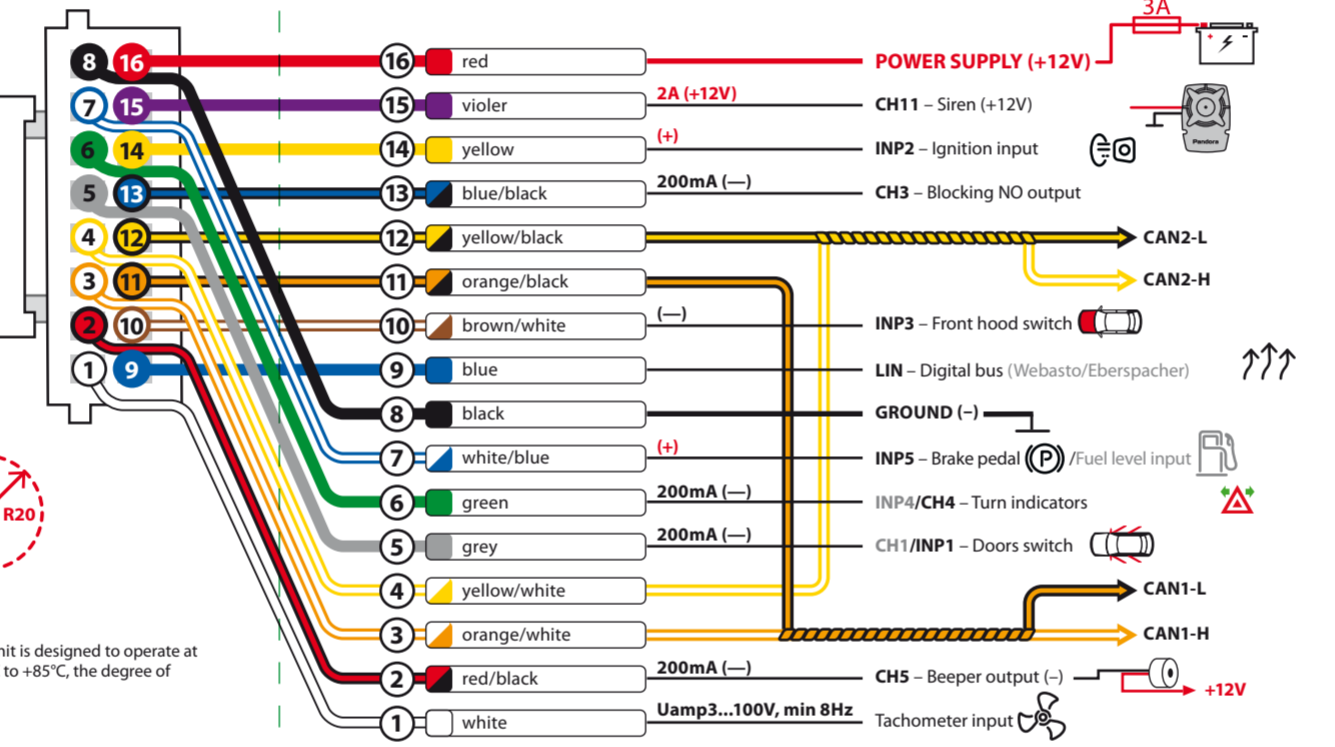 3A
8 16 16 red POWER SUPPLY (+12V)
7 15 15 violer 2A (+12V) CH11 – Siren (+12V)
Pandora
6 14 14 yellow (+) INP2 – Ignition input
5 13 13 blue/black 200mA (—) CH3 – Blocking NO output
4 12 12 yellow/black CAN2-L
3 11 11 orange/black CAN2-H
2 10 10 brown/white (—) INP3 – Front hood switch
1 9 9 blue LIN – Digital bus (Webasto/Eberspacher)
8 black GROUND (–)
7 white/blue (+) INP5 – Brake pedal (P) /Fuel level input
6 green 200mA (—) INP4/CH4 – Turn indicators
R20
5 grey 200mA (—) CH1/INP1 – Doors switch
4 yellow/white CAN1-L
3 orange/white CAN1-H
nit is designed to operate at
to +85°C, the degree of
2 red/black 200mA (—) CH5 – Beeper output (–) +12V
1 white Uamp3...100V, min 8Hz Tachometer input